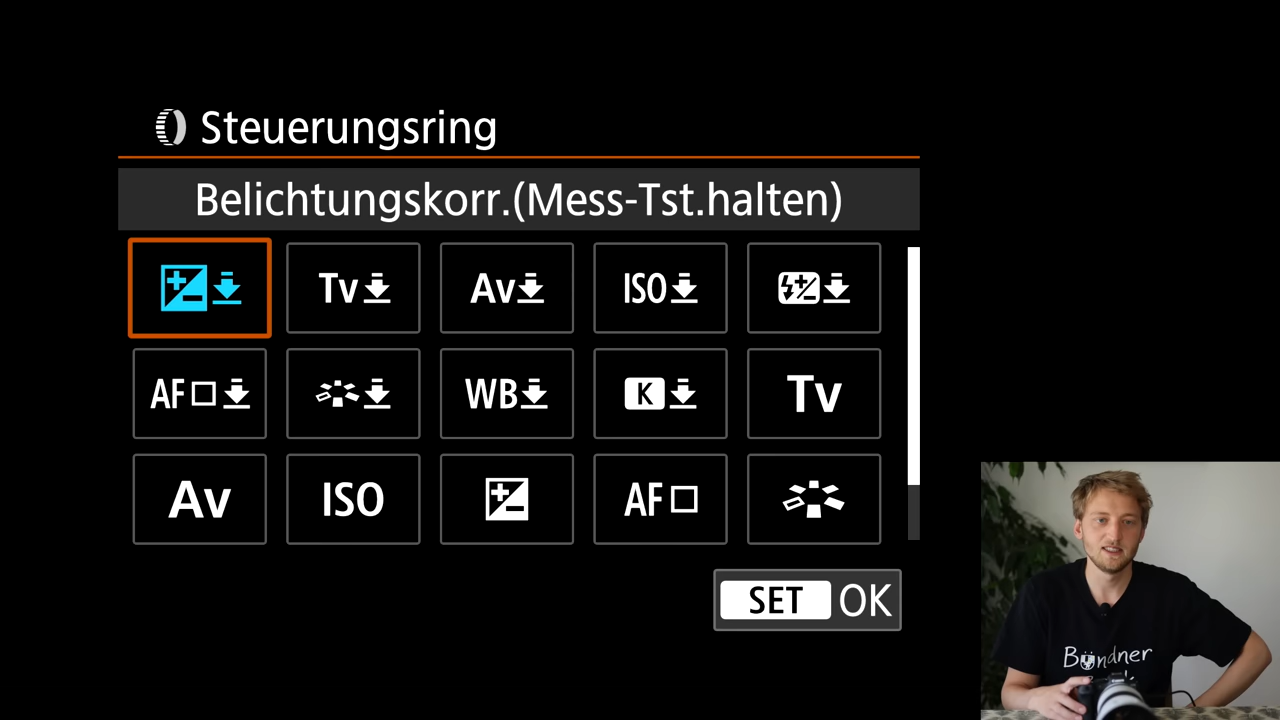 Steuerungsring
Belichtungskorr.(Mess-Tst.halten)
Tv Av ISO
AF WB K Tv
Av ISO AF
SET OK
Bündner